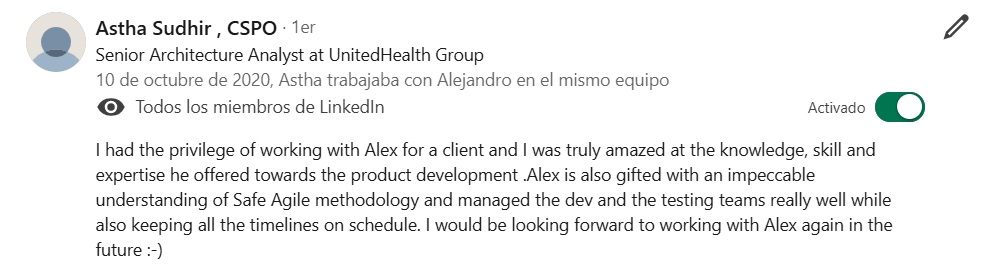 Astha Sudhir , CSPO · 1er
Senior Architecture Analyst at UnitedHealth Group
10 de octubre de 2020, Astha trabajaba con Alejandro en el mismo equipo
Todos los miembros de LinkedIn
Activado
I had the privilege of working with Alex for a client and I was truly amazed at the knowledge, skill and
expertise he offered towards the product development .Alex is also gifted with an impeccable
understanding of Safe Agile methodology and managed the dev and the testing teams really well while
also keeping all the timelines on schedule. I would be looking forward to working with Alex again in the
future :-)